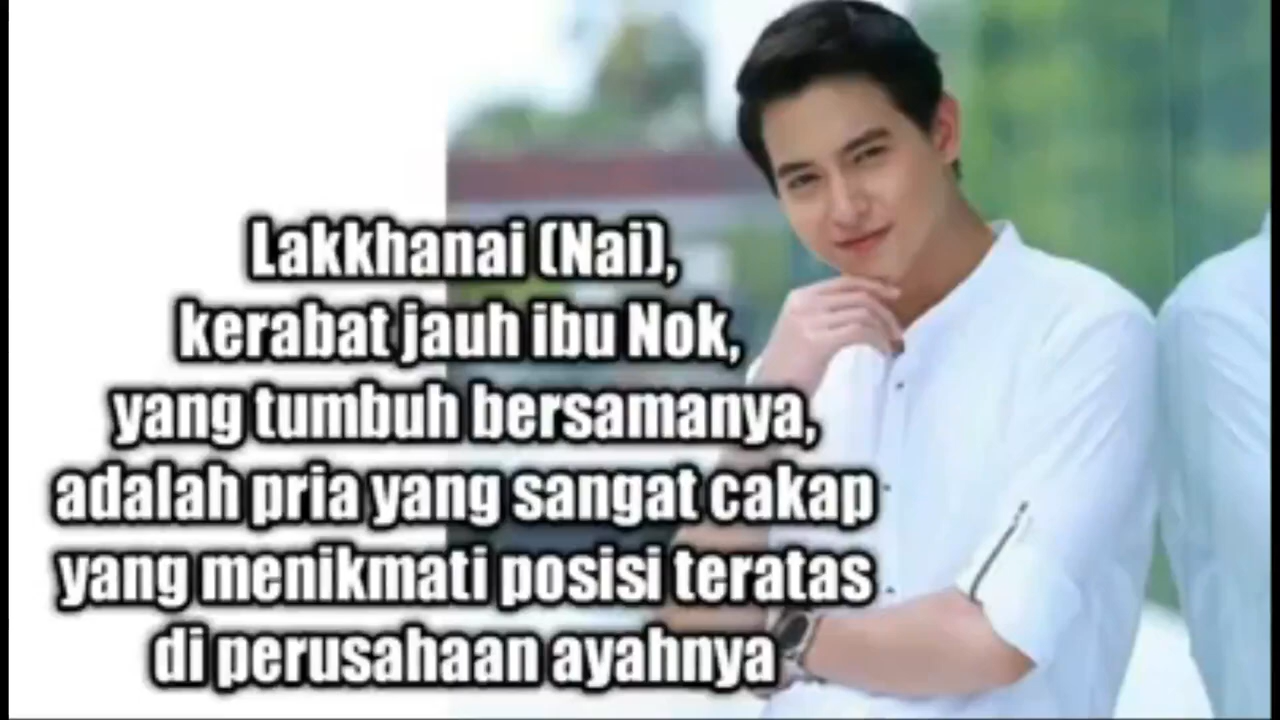 Lakkhanai (Nai),
kerabat jauh ibu Nok,
yang tumbuh bersamanya,
adalah pria yang sangat cakap
yang menikmati posisi teratas
di perusahaan ayahnya